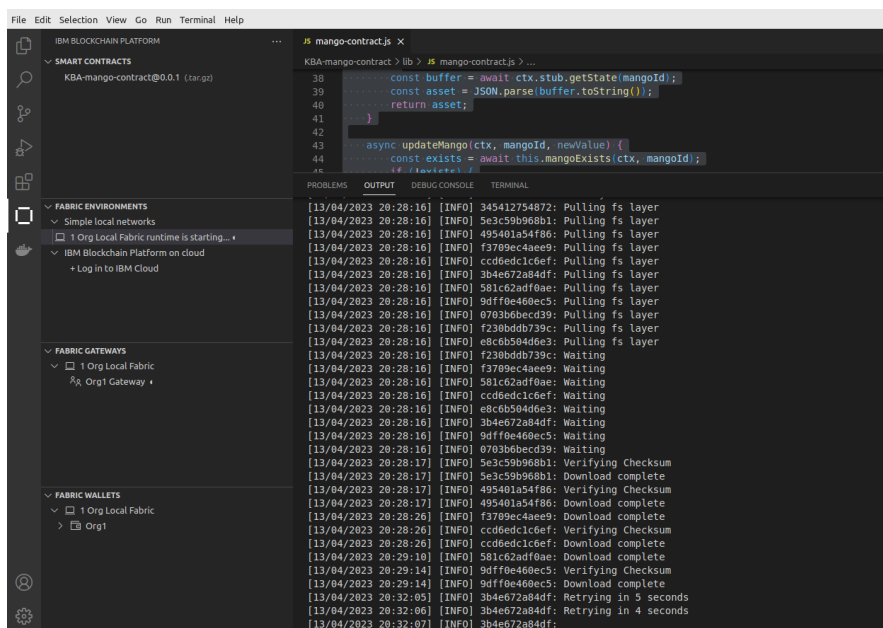 File Edit Selection View Go Run Terminal Help
IBM BLOCKCHAIN PLATFORM ...
SMART CONTRACTS
KBA-mango-contract@0.0.1 (.tar.gz)
FABRIC ENVIRONMENTS
Simple local networks
1 Org Local Fabric runtime is starting...
IBM Blockchain Platform on cloud
+ Log in to IBM Cloud
FABRIC GATEWAYS
1 Org Local Fabric
Org1 Gateway
FABRIC WALLETS
1 Org Local Fabric
Org1
JS mango-contract.js ×
KBA-mango-contract > lib > JS mango-contract.js > ...
38 const buffer = await ctx.stub.getState(mangoId);
39 const asset = JSON.parse(buffer.toString());
40 return asset;
41 }
42
43 async updateMango(ctx, mangoId, newValue) {
44 const exists = await this.mangoExists(ctx, mangoId);
45 if (!exists) {
PROBLEMS OUTPUT DEBUG CONSOLE TERMINAL
[13/04/2023 20:28:16] [INFO] 345412754872: Pulling fs layer
[13/04/2023 20:28:16] [INFO] 5e3c59b968b1: Pulling fs layer
[13/04/2023 20:28:16] [INFO] 495401a54f86: Pulling fs layer
[13/04/2023 20:28:16] [INFO] f3709ec4aee9: Pulling fs layer
[13/04/2023 20:28:16] [INFO] ccd6edc1c6ef: Pulling fs layer
[13/04/2023 20:28:16] [INFO] 3b4e672a84df: Pulling fs layer
[13/04/2023 20:28:16] [INFO] 581c62adf0ae: Pulling fs layer
[13/04/2023 20:28:16] [INFO] 9dff0e460ec5: Pulling fs layer
[13/04/2023 20:28:16] [INFO] 0703b6becd39: Pulling fs layer
[13/04/2023 20:28:16] [INFO] f230bddb739c: Pulling fs layer
[13/04/2023 20:28:16] [INFO] e8c6b504d6e3: Pulling fs layer
[13/04/2023 20:28:16] [INFO] f230bddb739c: Waiting
[13/04/2023 20:28:16] [INFO] f3709ec4aee9: Waiting
[13/04/2023 20:28:16] [INFO] 581c62adf0ae: Waiting
[13/04/2023 20:28:16] [INFO] ccd6edc1c6ef: Waiting
[13/04/2023 20:28:16] [INFO] e8c6b504d6e3: Waiting
[13/04/2023 20:28:16] [INFO] 3b4e672a84df: Waiting
[13/04/2023 20:28:16] [INFO] 9dff0e460ec5: Waiting
[13/04/2023 20:28:16] [INFO] 0703b6becd39: Waiting
[13/04/2023 20:28:17] [INFO] 5e3c59b968b1: Verifying Checksum
[13/04/2023 20:28:17] [INFO] 5e3c59b968b1: Download complete
[13/04/2023 20:28:17] [INFO] 495401a54f86: Verifying Checksum
[13/04/2023 20:28:17] [INFO] 495401a54f86: Download complete
[13/04/2023 20:28:26] [INFO] f3709ec4aee9: Download complete
[13/04/2023 20:28:26] [INFO] ccd6edc1c6ef: Verifying Checksum
[13/04/2023 20:28:26] [INFO] ccd6edc1c6ef: Download complete
[13/04/2023 20:29:10] [INFO] 581c62adf0ae: Download complete
[13/04/2023 20:29:14] [INFO] 9dff0e460ec5: Verifying Checksum
[13/04/2023 20:29:14] [INFO] 9dff0e460ec5: Download complete
[13/04/2023 20:32:05] [INFO] 3b4e672a84df: Retrying in 5 seconds
[13/04/2023 20:32:06] [INFO] 3b4e672a84df: Retrying in 4 seconds
[13/04/2023 20:32:07] [INFO] 3b4e672a84df: